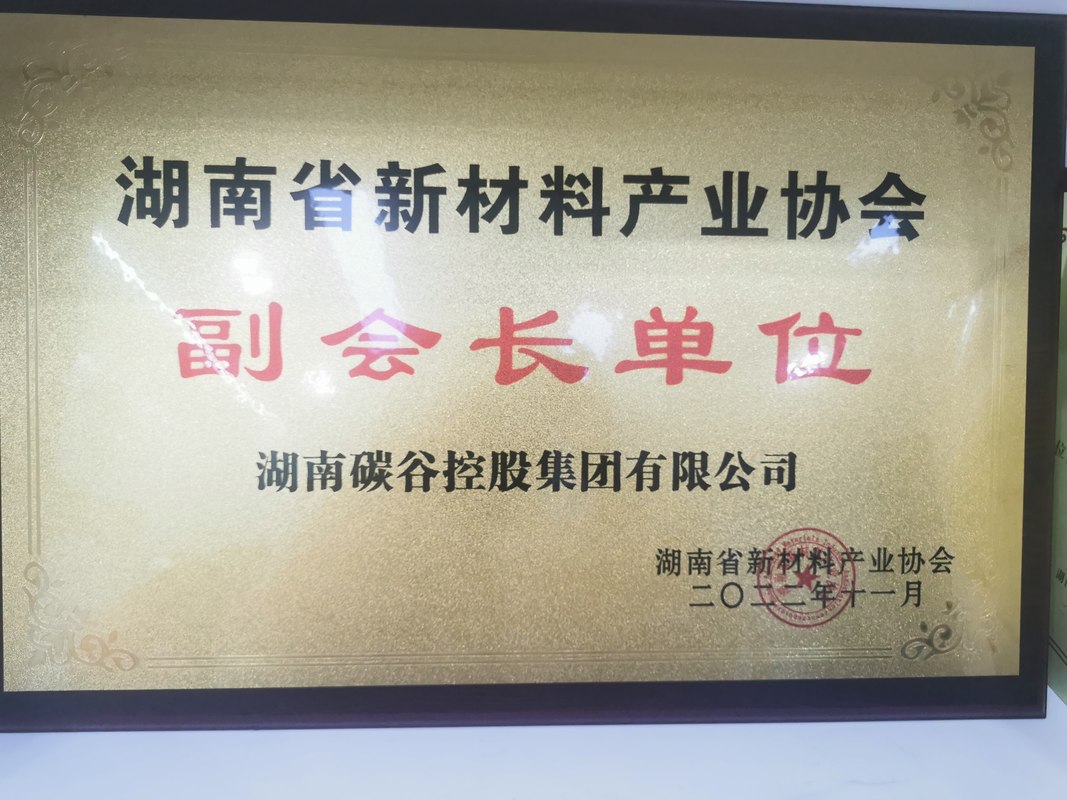 湖南省新材料产业协会
副会长单位
湖南碳谷控股集团有限公司
湖南省新材料产业协会
二〇二二年十一月